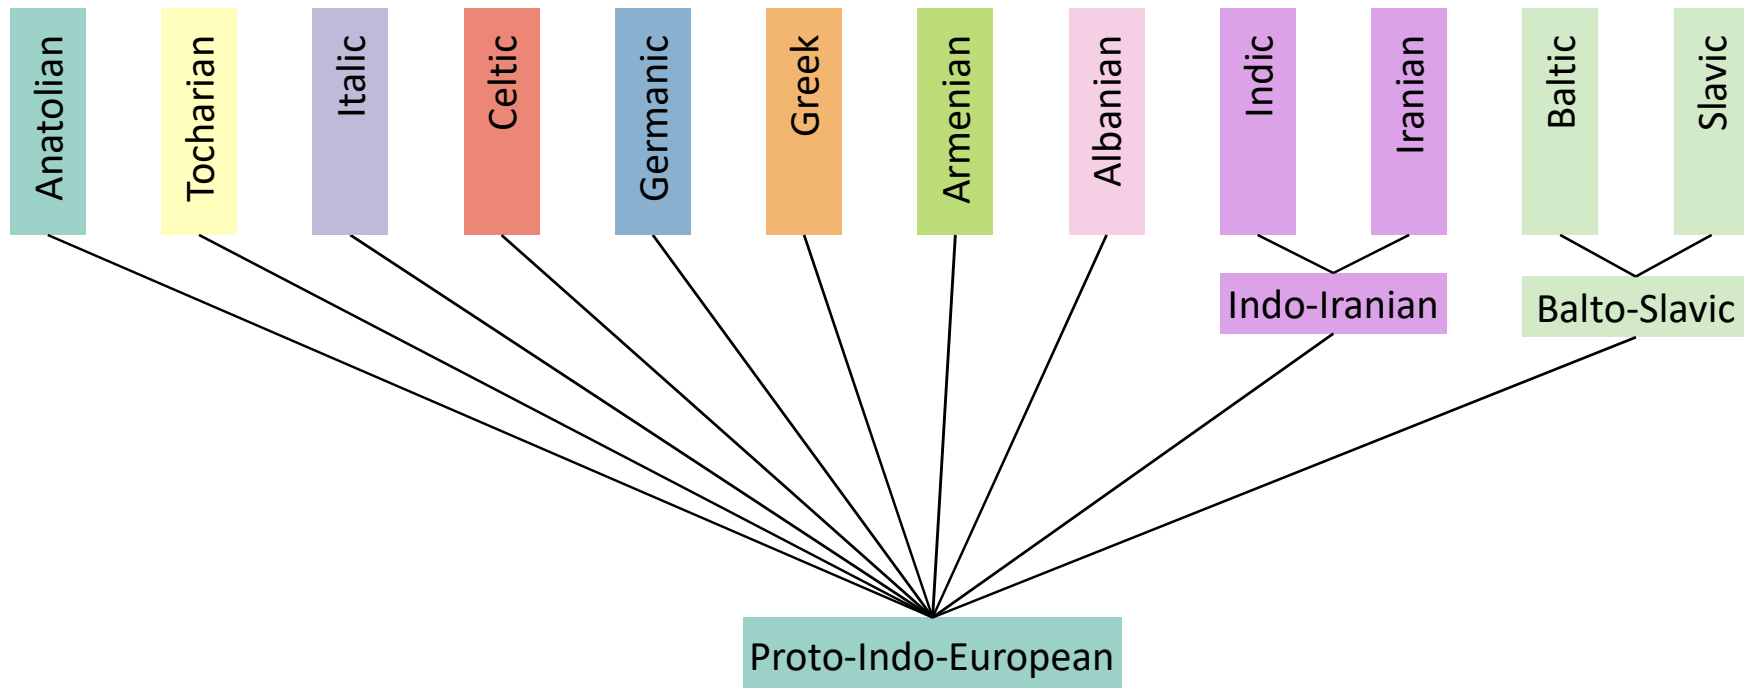 Anatolian
Tocharian
Italic
Celtic
Germanic
Greek
Armenian
Albanian
Indic
Iranian
Baltic
Slavic
Indo-Iranian
Balto-Slavic
Proto-Indo-European